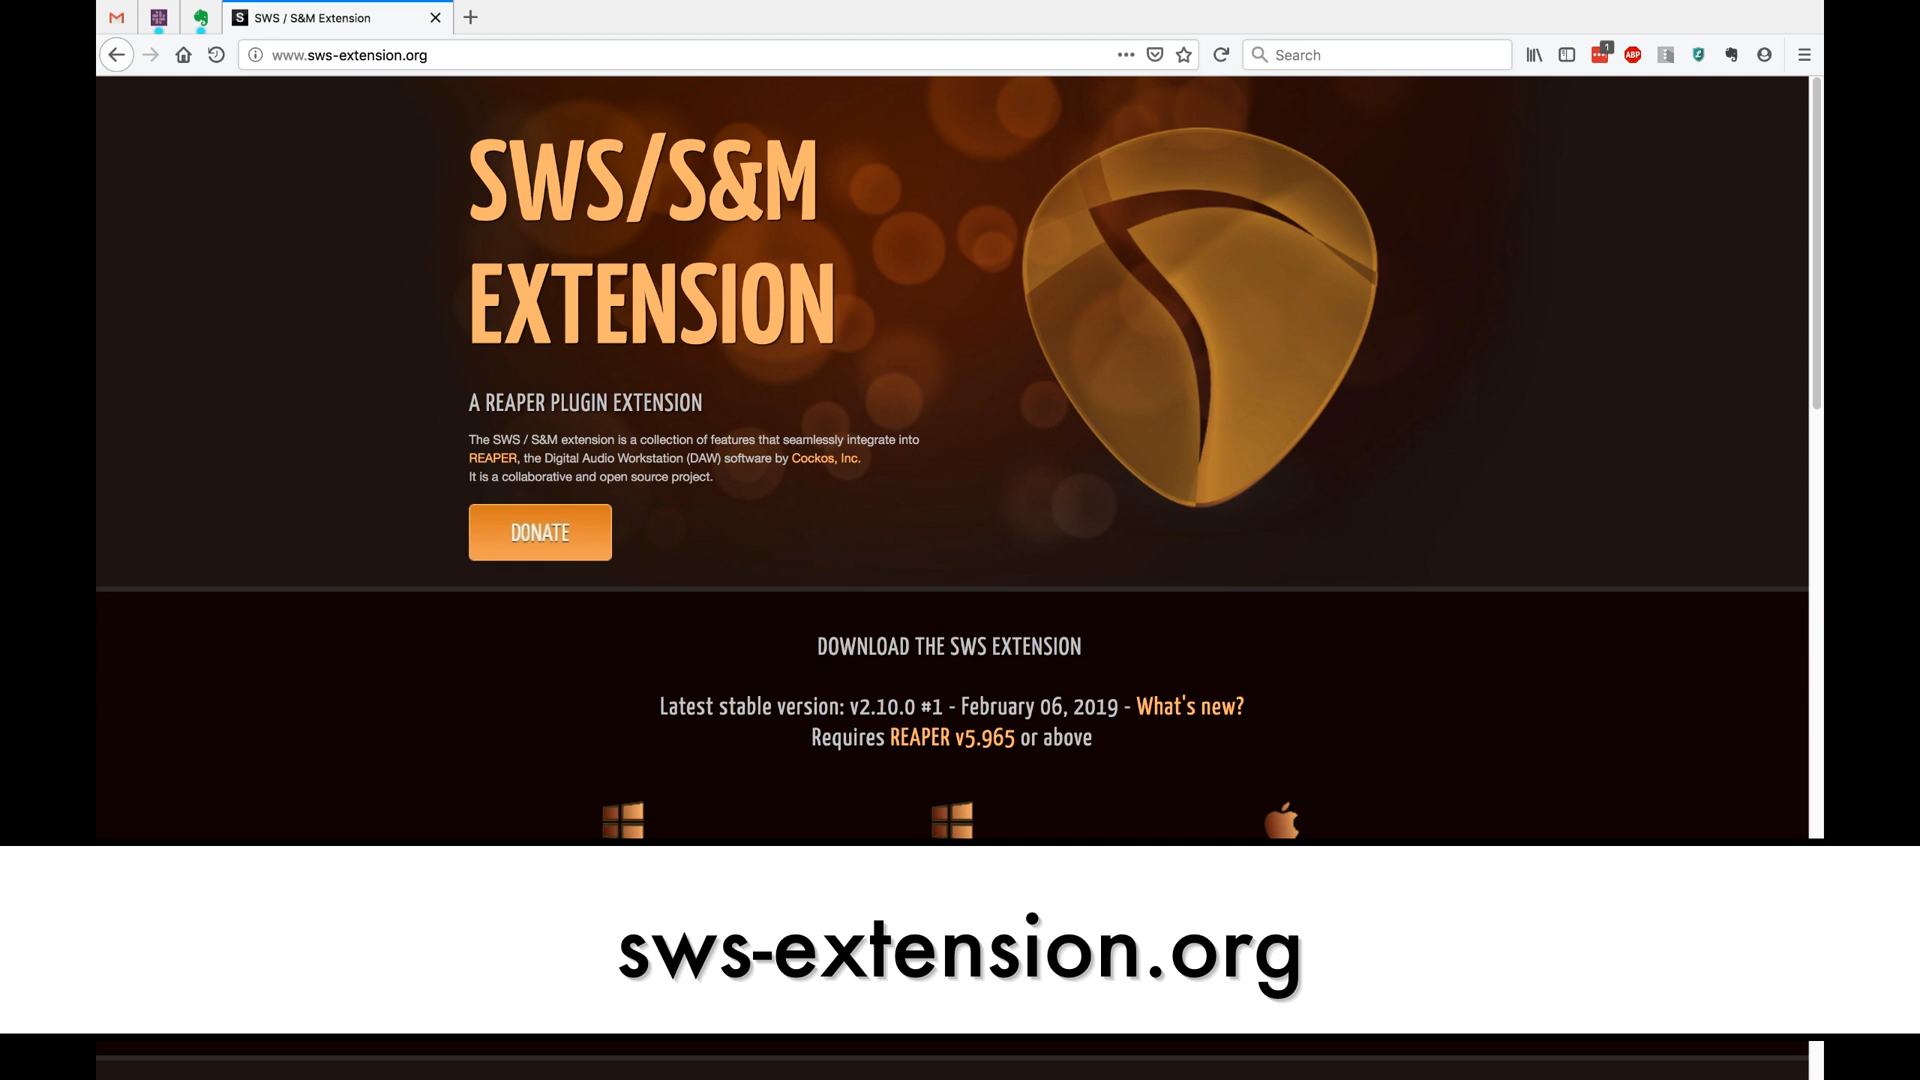 SWS / S&M Extension
www.sws-extension.org
Search
1
ABP
SWS/S&M
EXTENSION
A REAPER PLUGIN EXTENSION
The SWS / S&M extension is a collection of features that seamlessly integrate into
REAPER, the Digital Audio Workstation (DAW) software by Cockos, Inc.
It is a collaborative and open source project.
DONATE
DOWNLOAD THE SWS EXTENSION
Latest stable version: v2.10.0 #1 - February 06, 2019 - What's new?
Requires REAPER v5.965 or above
sws-extension.org